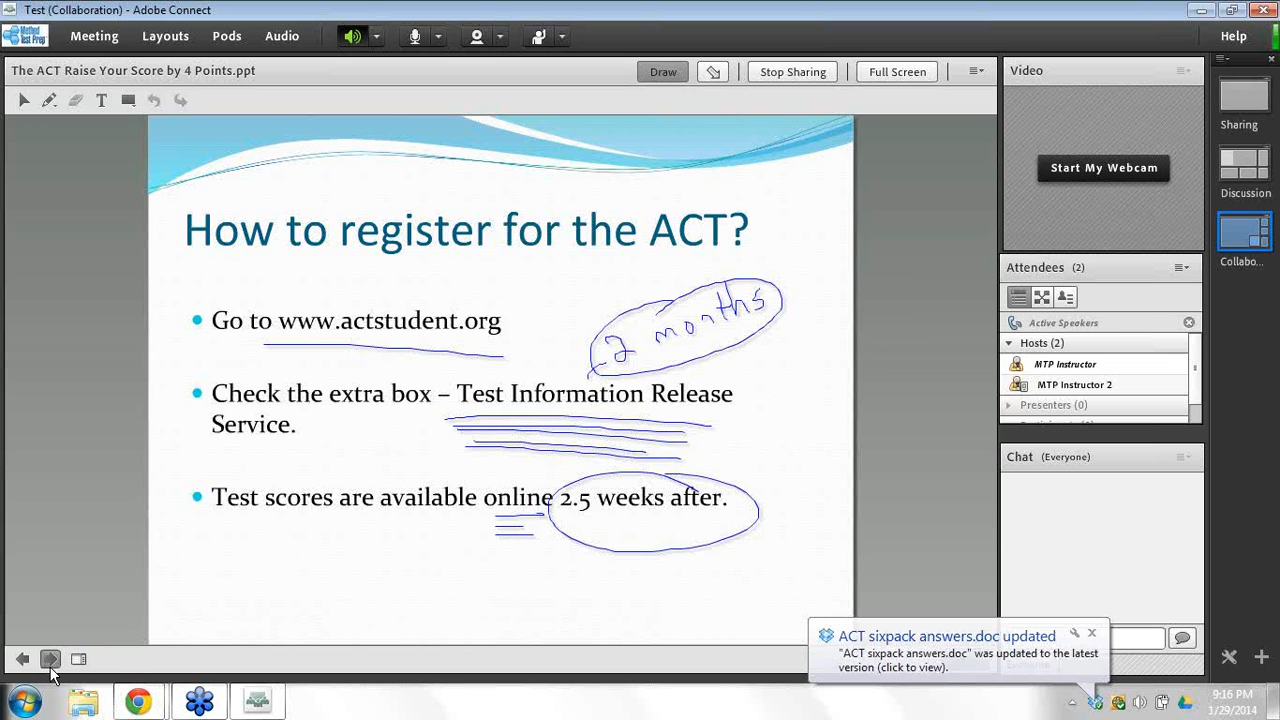 Test (Collaboration) - Adobe Connect
Method Test Prep
Meeting Layouts Pods Audio Help
The ACT Raise Your Score by 4 Points.ppt
Draw Stop Sharing Full Screen
Video
Sharing
Start My Webcam
Discussion
How to register for the ACT?
Collabo...
Attendees (2)
2 months
Go to www.actstudent.org
Active Speakers
Hosts (2)
MTP Instructor
MTP Instructor 2
Presenters (0)
Check the extra box – Test Information Release
Service.
Chat (Everyone)
Test scores are available online 2.5 weeks after.
ACT sixpack answers.doc updated
"ACT sixpack answers.doc" was updated to the latest
version (click to view).
9:16 PM
1/29/2014